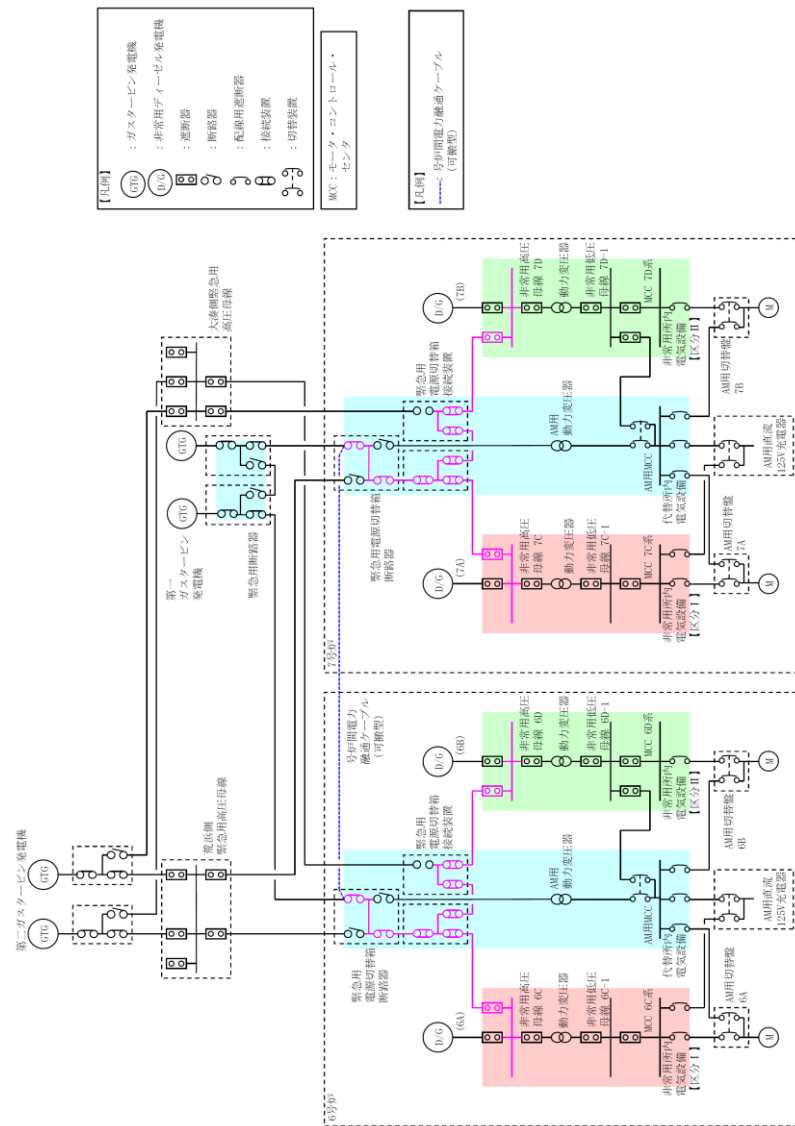 【凡例】
GTG
：ガスタービン発電機
D/G
：非常用ディーゼル発電機
：遮断器
：断路器
：配線用遮断器
：接続装置
：切替装置
MCC：モータ・コントロール・
センタ
【凡例】
：号炉間電力融通ケーブル
（可搬型）
第二ガスタービン発電機
GTG
GTG
荒浜側
緊急用高圧母線
第一
ガスタービン
発電機
GTG
GTG
緊急用断路器
大湊側緊急用
高圧母線
号炉間電力
融通ケーブル
（可搬型）
6号炉
緊急用
電源切替箱
断路器
緊急用
電源切替箱
接続装置
D/G
(6A)
非常用高圧
母線 6C
動力変圧器
非常用低圧
母線 6C-1
MCC 6C系
非常用所内
電気設備
【区分Ⅰ】
AM用切替盤
6A
M
AM用
動力変圧器
AM用MCC
代替所内
電気設備
AM用直流
125V充電器
D/G
(6B)
非常用高圧
母線 6D
動力変圧器
非常用低圧
母線 6D-1
MCC 6D系
非常用所内
電気設備
【区分Ⅱ】
AM用切替盤
6B
M
7号炉
緊急用電源切替箱
断路器
緊急用
電源切替箱
接続装置
D/G
(7A)
非常用高圧
母線 7C
動力変圧器
非常用低圧
母線 7C-1
MCC 7C系
非常用所内
電気設備
【区分Ⅰ】
AM用切替盤
7A
M
AM用
動力変圧器
AM用MCC
代替所内
電気設備
AM用直流
125V充電器
D/G
(7B)
非常用高圧
母線 7D
動力変圧器
非常用低圧
母線 7D-1
MCC 7D系
非常用所内
電気設備
【区分Ⅱ】
AM用切替盤
7B
M